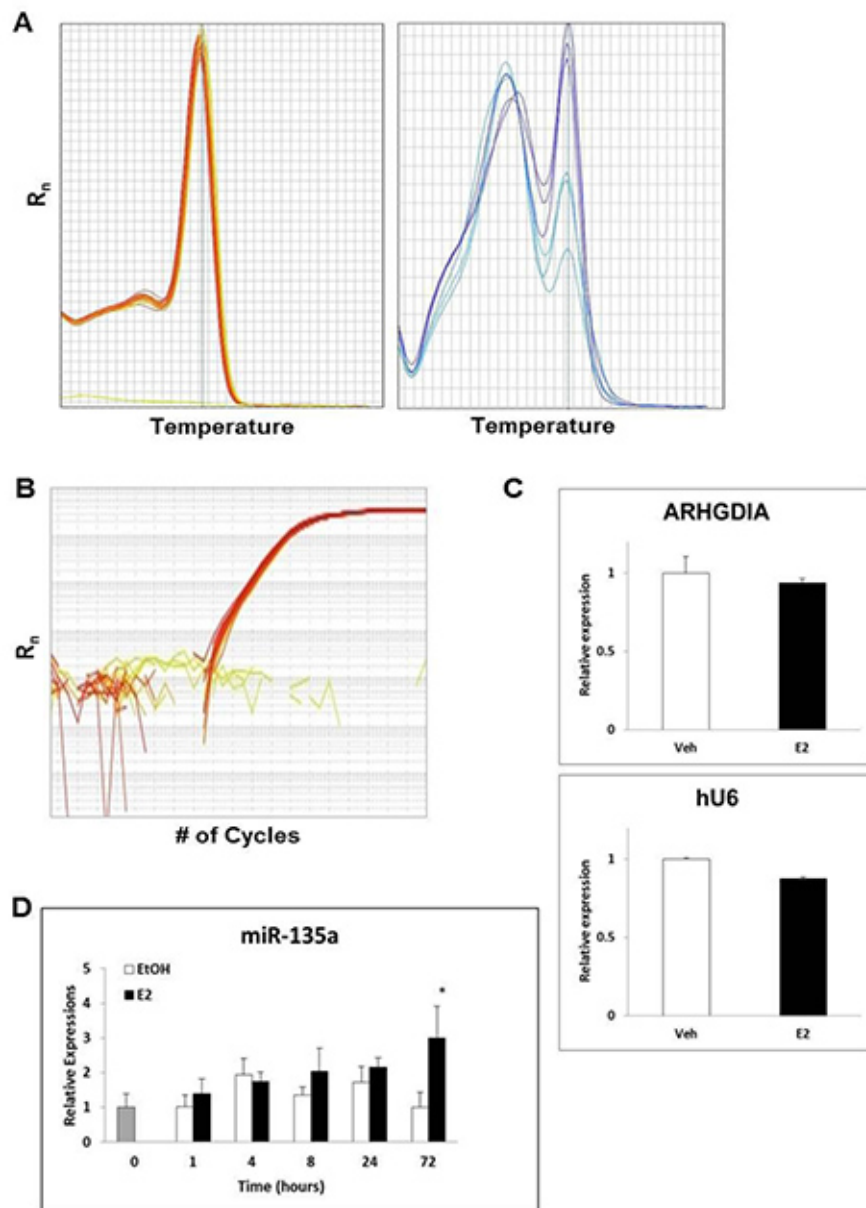 A
Rn
Temperature
Temperature
B
Rn
# of Cycles
C
ARHGDIA
Relative expression
1
0.5
0
Veh E2
hU6
Relative expression
1
0.5
0
Veh E2
D
miR-135a
EtOH
E2
Relative Expressions
5
4
3
2
1
0
*
0 1 4 8 24 72
Time (hours)